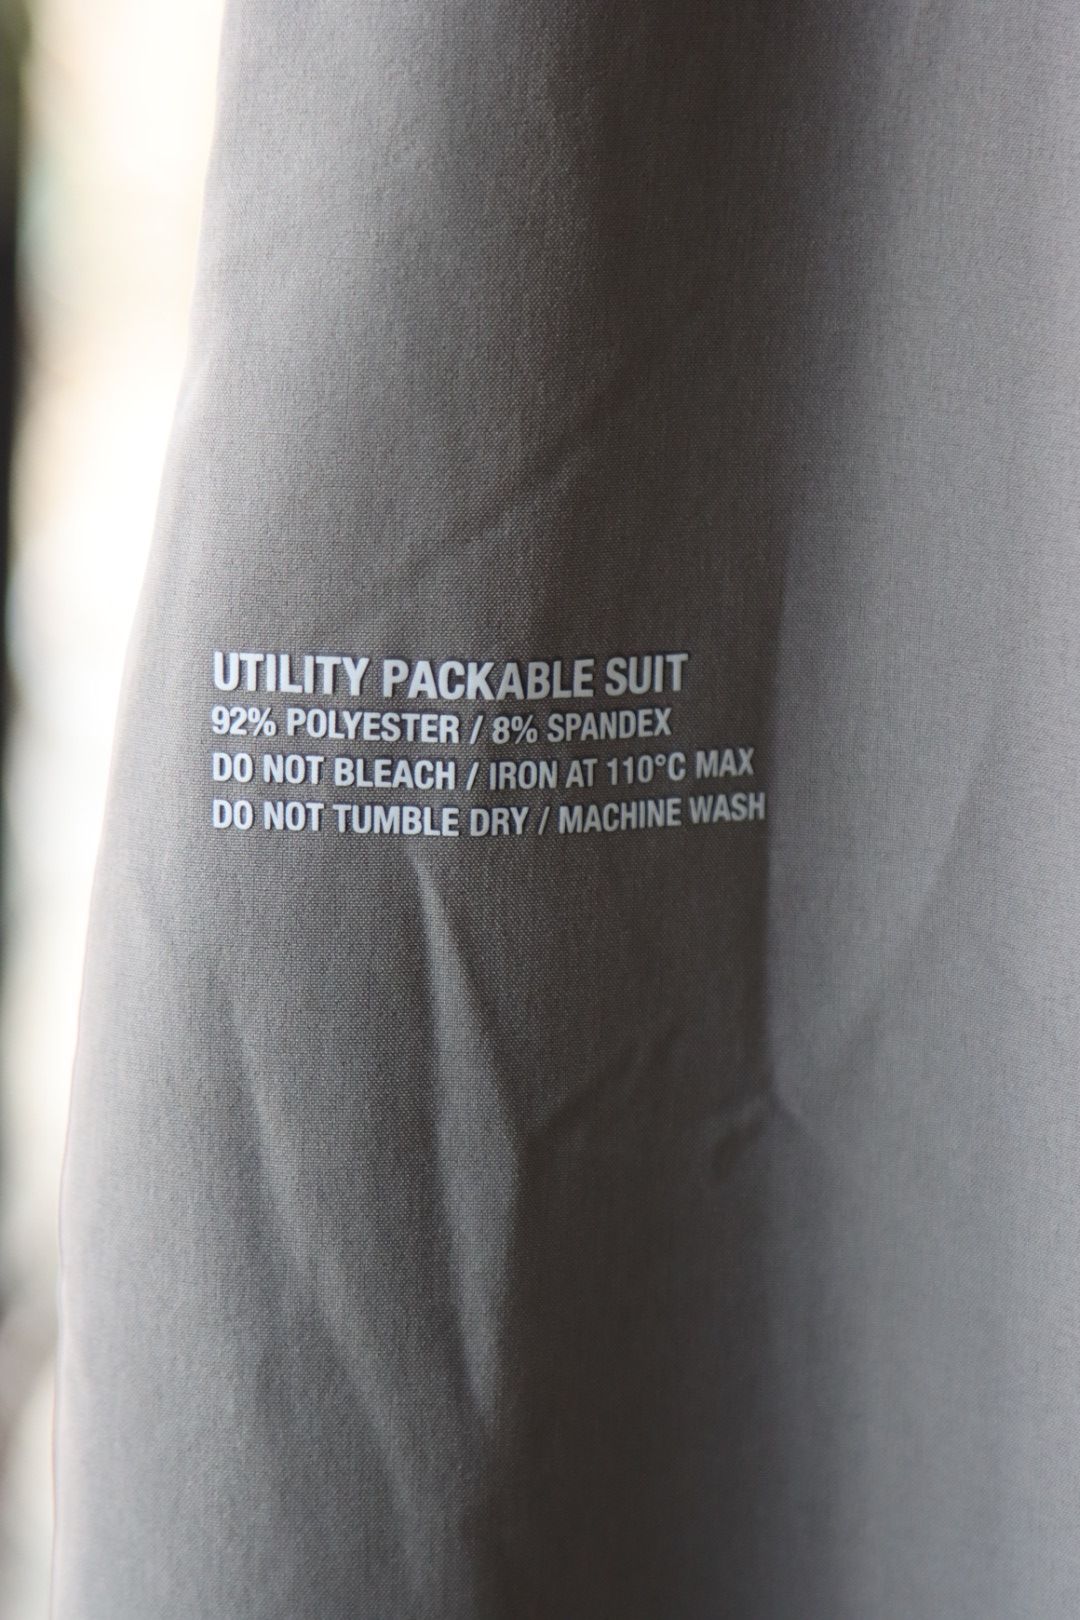 UTILITY PACKABLE SUIT
92% POLYESTER / 8% SPANDEX
DO NOT BLEACH / IRON AT 110°C MAX
DO NOT TUMBLE DRY / MACHINE WASH